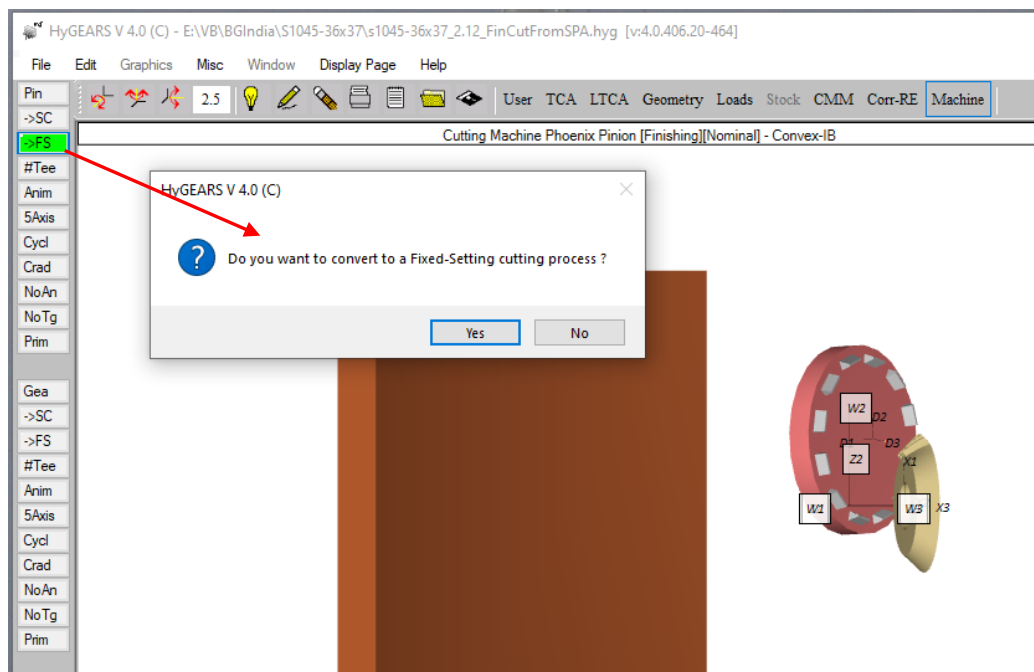 HyGEARS V 4.0 (C) - E:\VB\BGIndia\S1045-36x37\s1045-36x37_2.12_FinCutFromSPA.hyg [v:4.0.406.20-464]
File Edit Graphics Misc Window Display Page Help
Pin
2.5 User TCA LTCA Geometry Loads Stock CMM Corr-RE Machine
->SC
Cutting Machine Phoenix Pinion [Finishing][Nominal] - Convex-IB
->FS
#Tee
Anim
5Axis
Cycl
Crad
NoAn
NoTg
Prim
HyGEARS V 4.0 (C)
Do you want to convert to a Fixed-Setting cutting process ?
Yes No
Gea
->SC
->FS
#Tee
Anim
5Axis
Cycl
Crad
NoAn
NoTg
Prim
W2 D2
D1 D3
Z2 X1
W1 W3 X3